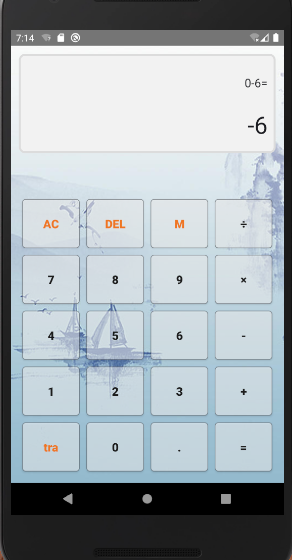 7:14
0-6=
-6
AC DEL M ÷
7 8 9 ×
4 5 6 -
1 2 3 +
tra 0 . =